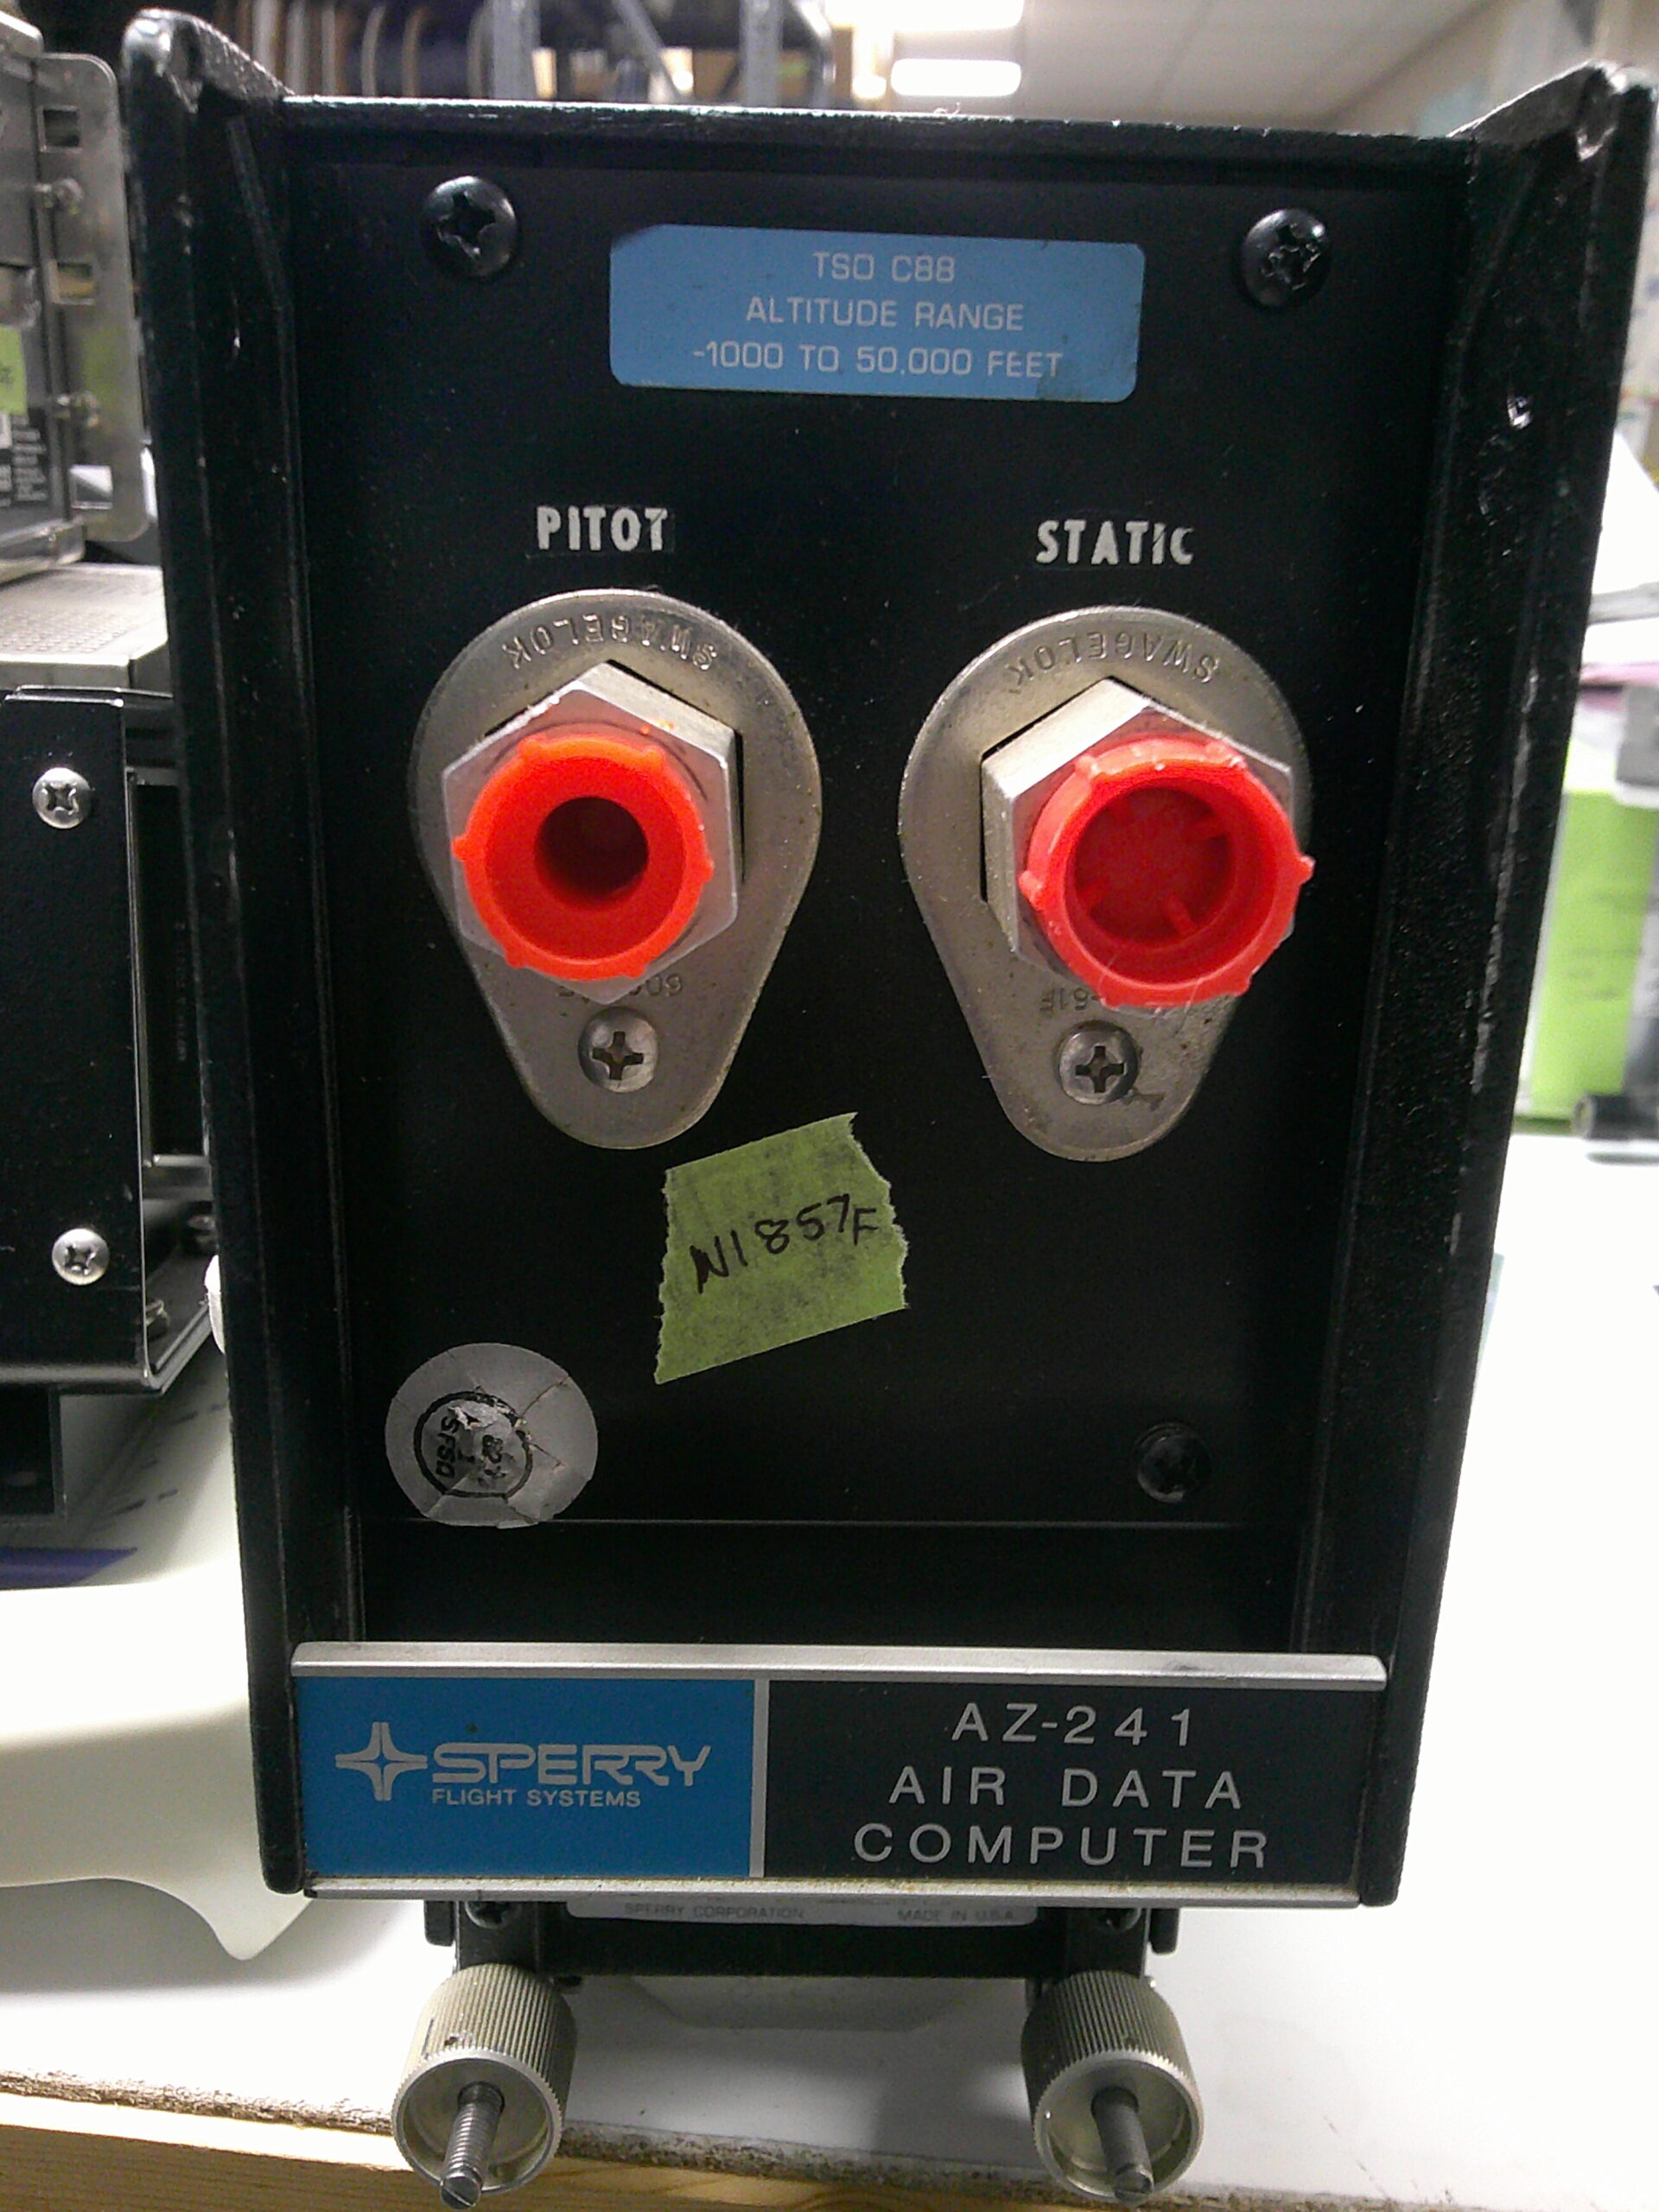 TSO C88
ALTITUDE RANGE
-1000 TO 50,000 FEET
PITOT
STATIC
SWAGELOK
SWAGELOK
N1857F
SFSO
SPERRY
FLIGHT SYSTEMS
AZ-241
AIR DATA
COMPUTER
SPERRY CORPORATION
MADE IN U.S.A.